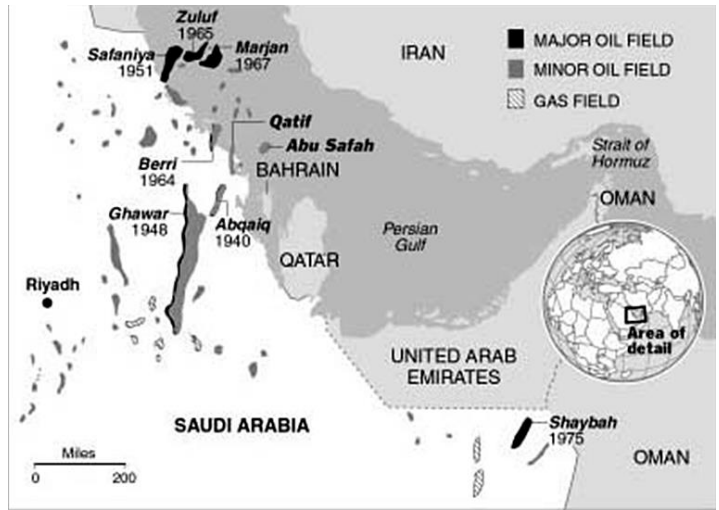 Zuluf
1965
Safaniya
1951
Marjan
1967
IRAN
MAJOR OIL FIELD
MINOR OIL FIELD
GAS FIELD
Qatif
Abu Safah
Berri
1964
BAHRAIN
Strait of
Hormuz
OMAN
Ghawar
1948
Abqaiq
1940
Persian
Gulf
QATAR
Riyadh
Area of
detail
UNITED ARAB
EMIRATES
SAUDI ARABIA
Shaybah
1975
OMAN
Miles
0 200